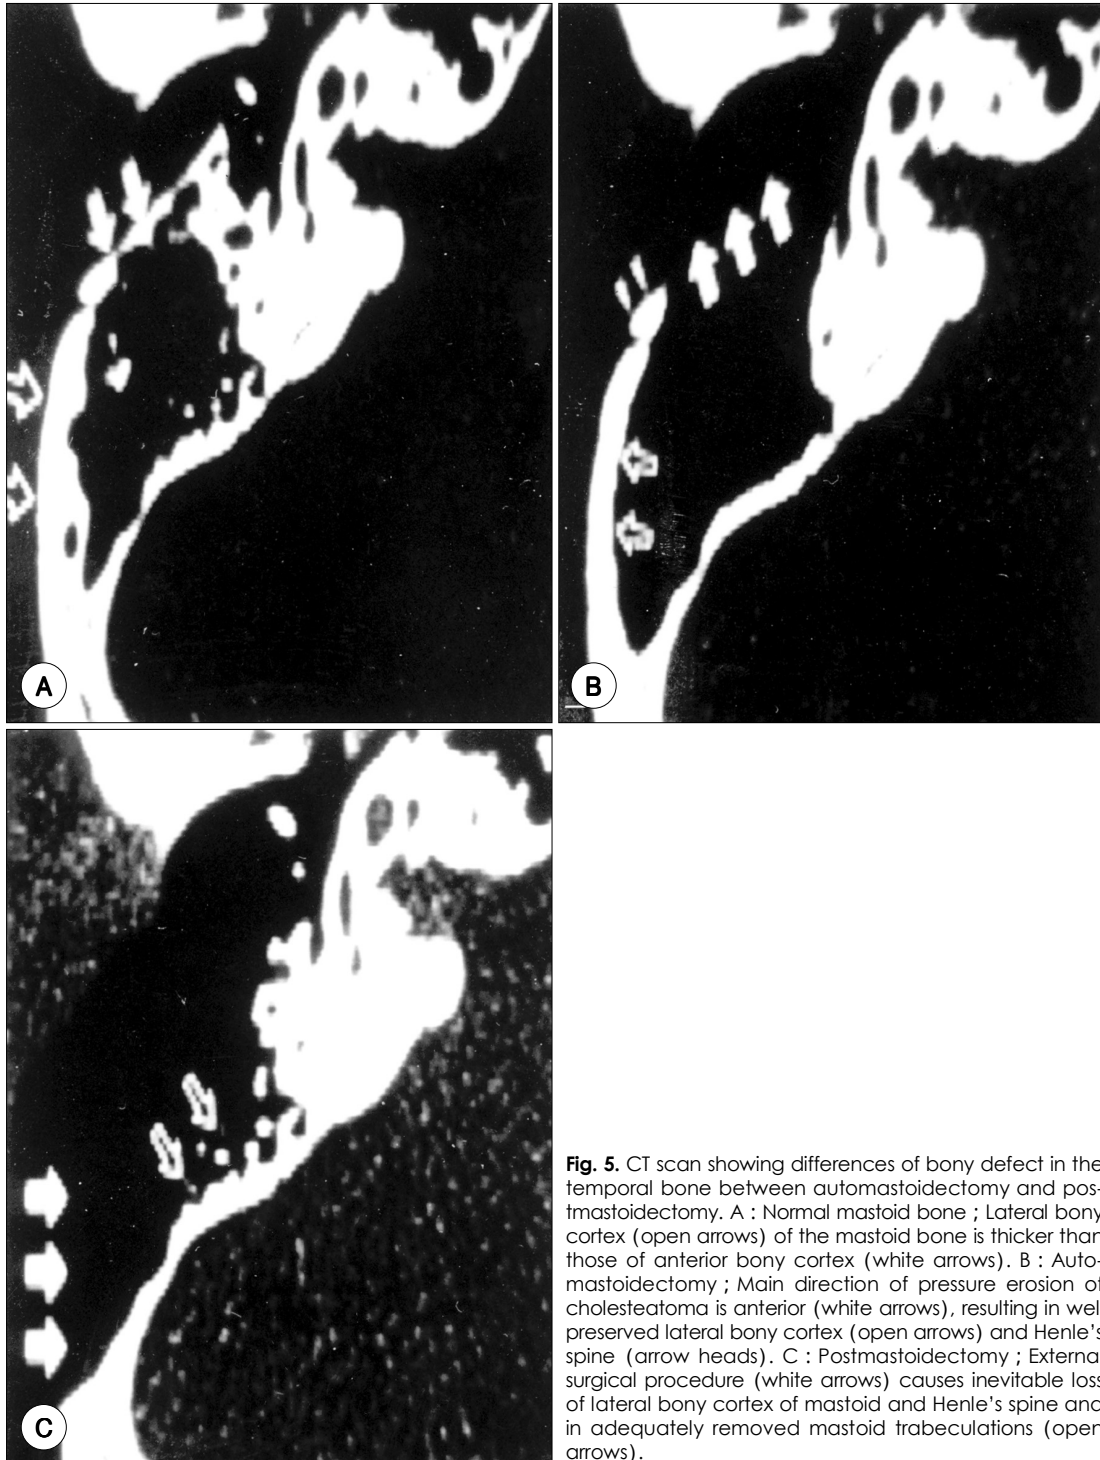 A
B
C
Fig. 5. CT scan showing differences of bony defect in the
temporal bone between automastoidectomy and pos-
tmastoidectomy. A : Normal mastoid bone ; Lateral bony
cortex (open arrows) of the mastoid bone is thicker than
those of anterior bony cortex (white arrows). B : Auto-
mastoidectomy ; Main direction of pressure erosion of
cholesteatoma is anterior (white arrows), resulting in wel
preserved lateral bony cortex (open arrows) and Henle's
spine (arrow heads). C : Postmastoidectomy ; Externa
surgical procedure (white arrows) causes inevitable loss
of lateral bony cortex of mastoid and Henle's spine and
in adequately removed mastoid trabeculations (open
arrows).